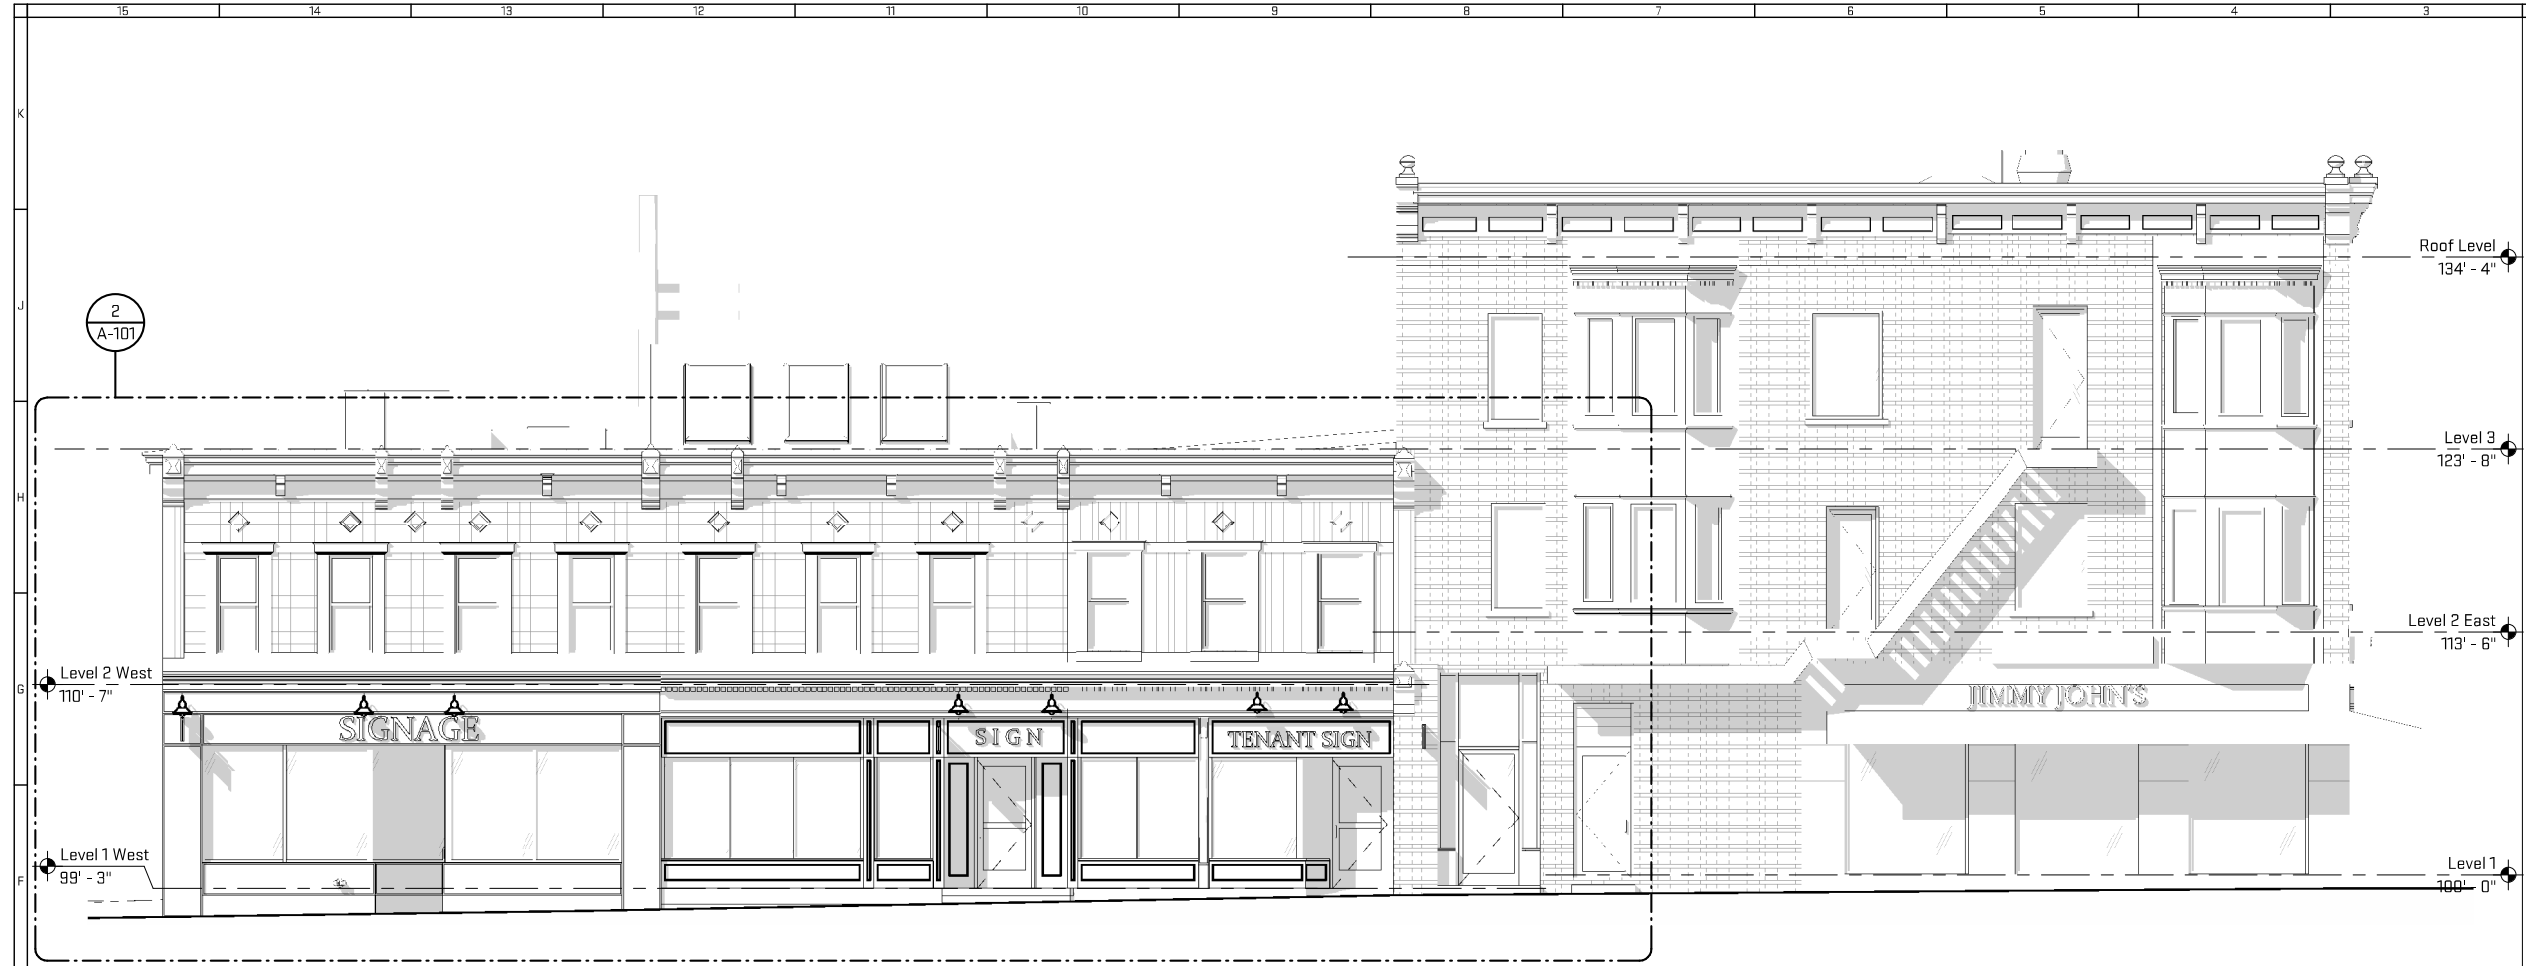 15 14 13 12 11 10 9 8 7 6 5 4 3
K
J
H
G
F
2
A-101
Roof Level
134' - 4"
Level 3
123' - 8"
Level 2 East
113' - 6"
Level 2 West
110' - 7"
JIMMY JOHN'S
SIGNAGE
SIGN
TENANT SIGN
Level 1 West
99' - 3"
Level 1
100' - 0"